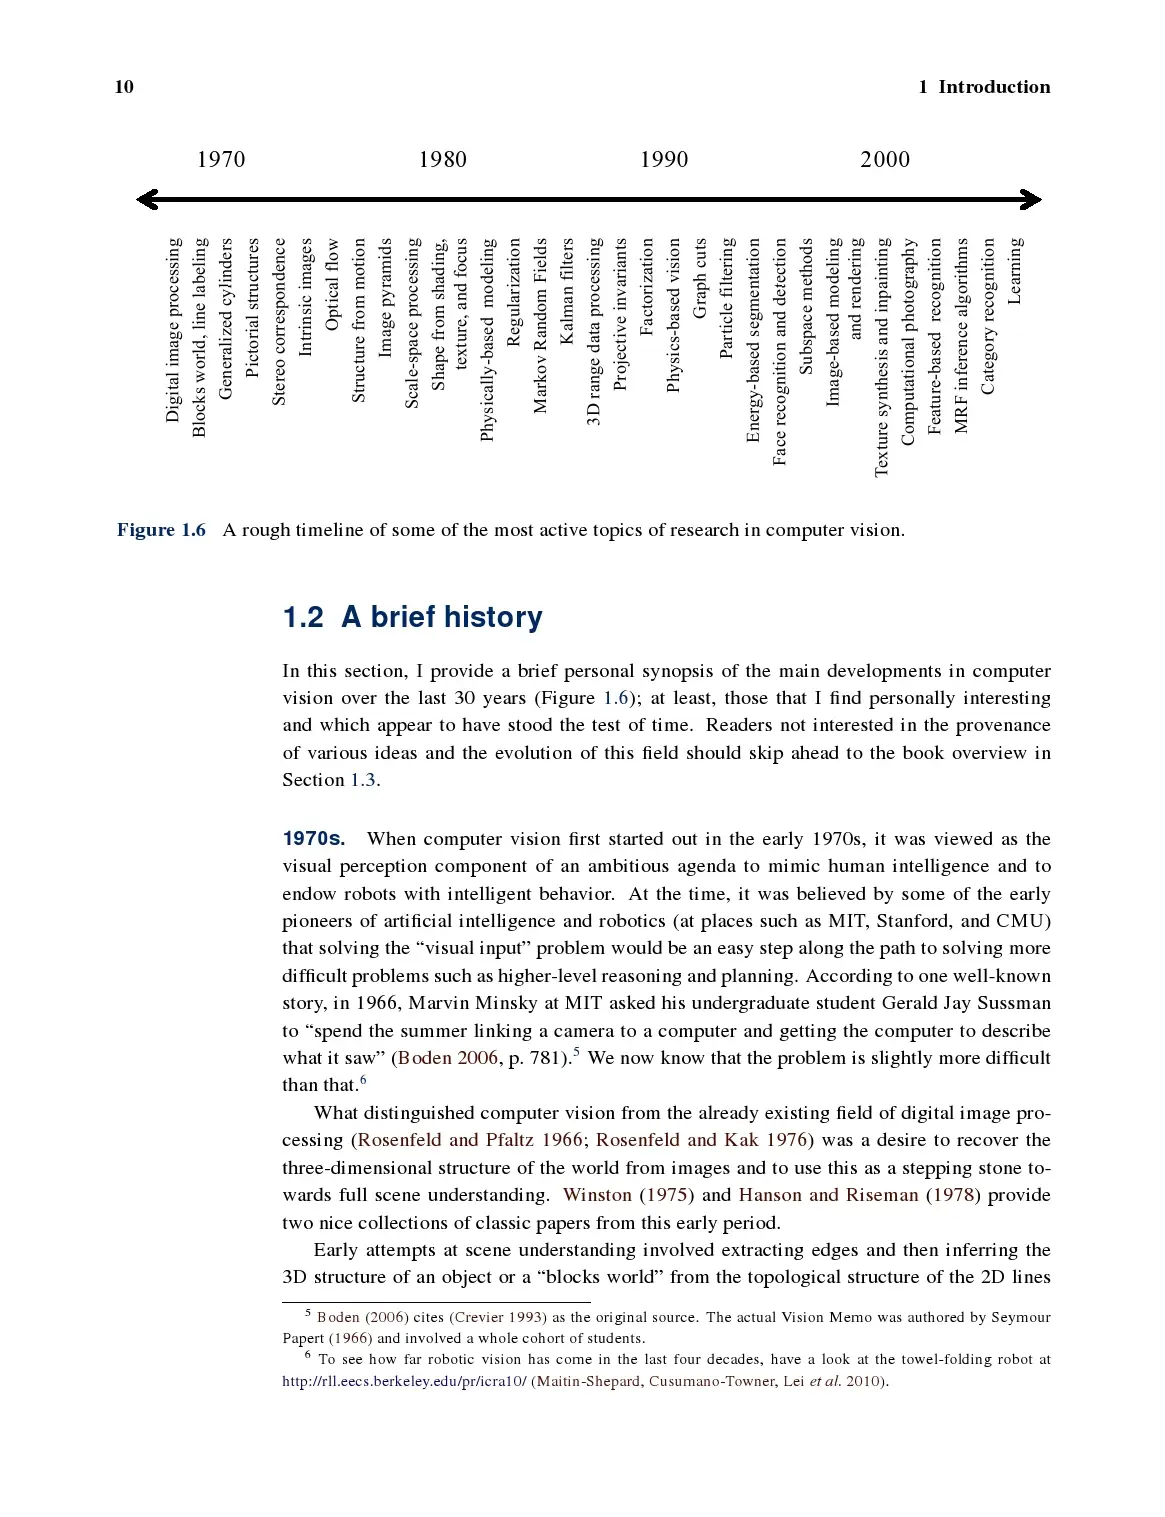 10
1 Introduction
1970
1980
1990
2000
Digital image processing
Blocks world, line labeling
Generalized cylinders
Pictorial structures
Stereo correspondence
Intrinsic images
Optical flow
Structure from motion
Image pyramids
Scale-space processing
Shape from shading,
texture, and focus
Physically-based modeling
Regularization
Markov Random Fields
Kalman filters
3D range data processing
Projective invariants
Factorization
Physics-based vision
Graph cuts
Particle filtering
Energy-based segmentation
Face recognition and detection
Subspace methods
Image-based modeling
and rendering
Texture synthesis and inpainting
Computational photography
Feature-based recognition
MRF inference algorithms
Category recognition
Learning
Figure 1.6 A rough timeline of some of the most active topics of research in computer vision.
1.2 A brief history
In this section, I provide a brief personal synopsis of the main developments in computer
vision over the last 30 years (Figure 1.6); at least, those that I find personally interesting
and which appear to have stood the test of time. Readers not interested in the provenance
of various ideas and the evolution of this field should skip ahead to the book overview in
Section 1.3.
1970s. When computer vision first started out in the early 1970s, it was viewed as the
visual perception component of an ambitious agenda to mimic human intelligence and to
endow robots with intelligent behavior. At the time, it was believed by some of the early
pioneers of artificial intelligence and robotics (at places such as MIT, Stanford, and CMU)
that solving the “visual input” problem would be an easy step along the path to solving more
difficult problems such as higher-level reasoning and planning. According to one well-known
story, in 1966, Marvin Minsky at MIT asked his undergraduate student Gerald Jay Sussman
to “spend the summer linking a camera to a computer and getting the computer to describe
what it saw” (Boden 2006, p. 781).5 We now know that the problem is slightly more difficult
than that.6
What distinguished computer vision from the already existing field of digital image pro-
cessing (Rosenfeld and Pfaltz 1966; Rosenfeld and Kak 1976) was a desire to recover the
three-dimensional structure of the world from images and to use this as a stepping stone to-
wards full scene understanding. Winston (1975) and Hanson and Riseman (1978) provide
two nice collections of classic papers from this early period.
Early attempts at scene understanding involved extracting edges and then inferring the
3D structure of an object or a “blocks world” from the topological structure of the 2D lines
5 Boden (2006) cites (Crevier 1993) as the original source. The actual Vision Memo was authored by Seymour
Papert (1966) and involved a whole cohort of students.
6 To see how far robotic vision has come in the last four decades, have a look at the towel-folding robot at
http://rll.eecs.berkeley.edu/pr/icra10/ (Maitin-Shepard, Cusumano-Towner, Lei et al. 2010).